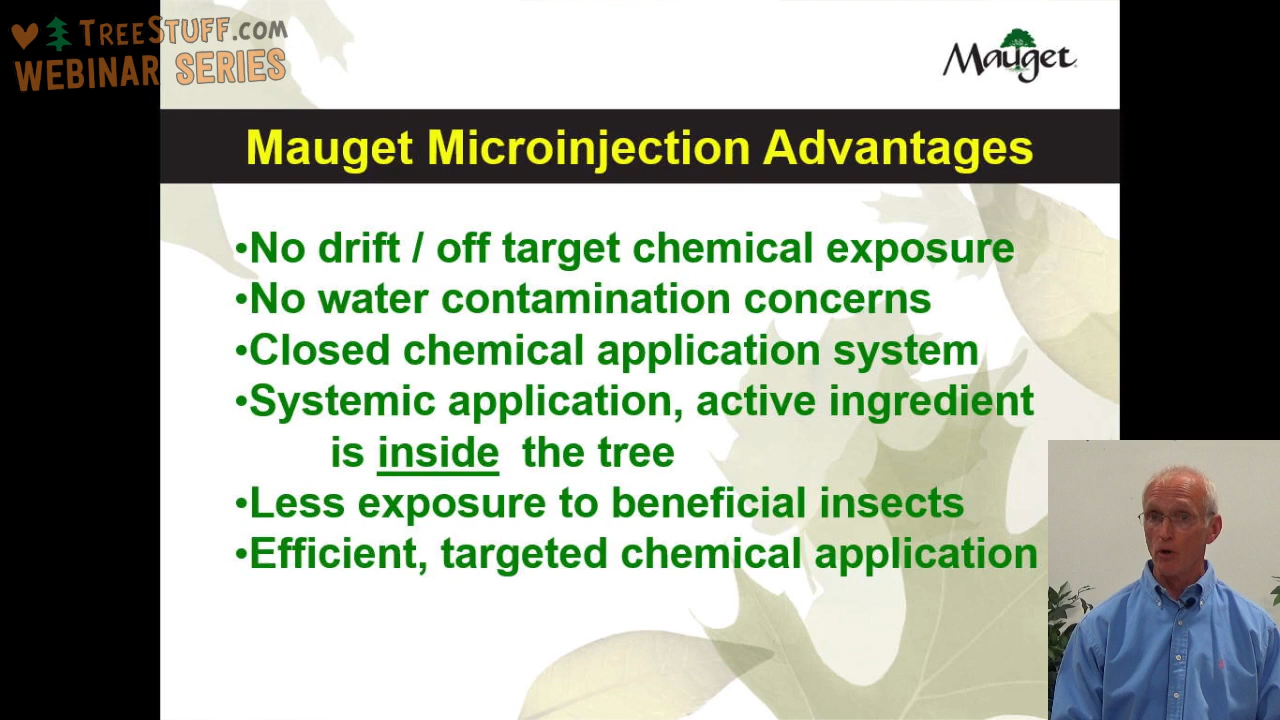 TREESTUFF.COM
WEBINAR SERIES
Mauget
Mauget Microinjection Advantages
•No drift / off target chemical exposure
•No water contamination concerns
•Closed chemical application system
•Systemic application, active ingredient
is inside the tree
•Less exposure to beneficial insects
•Efficient, targeted chemical application